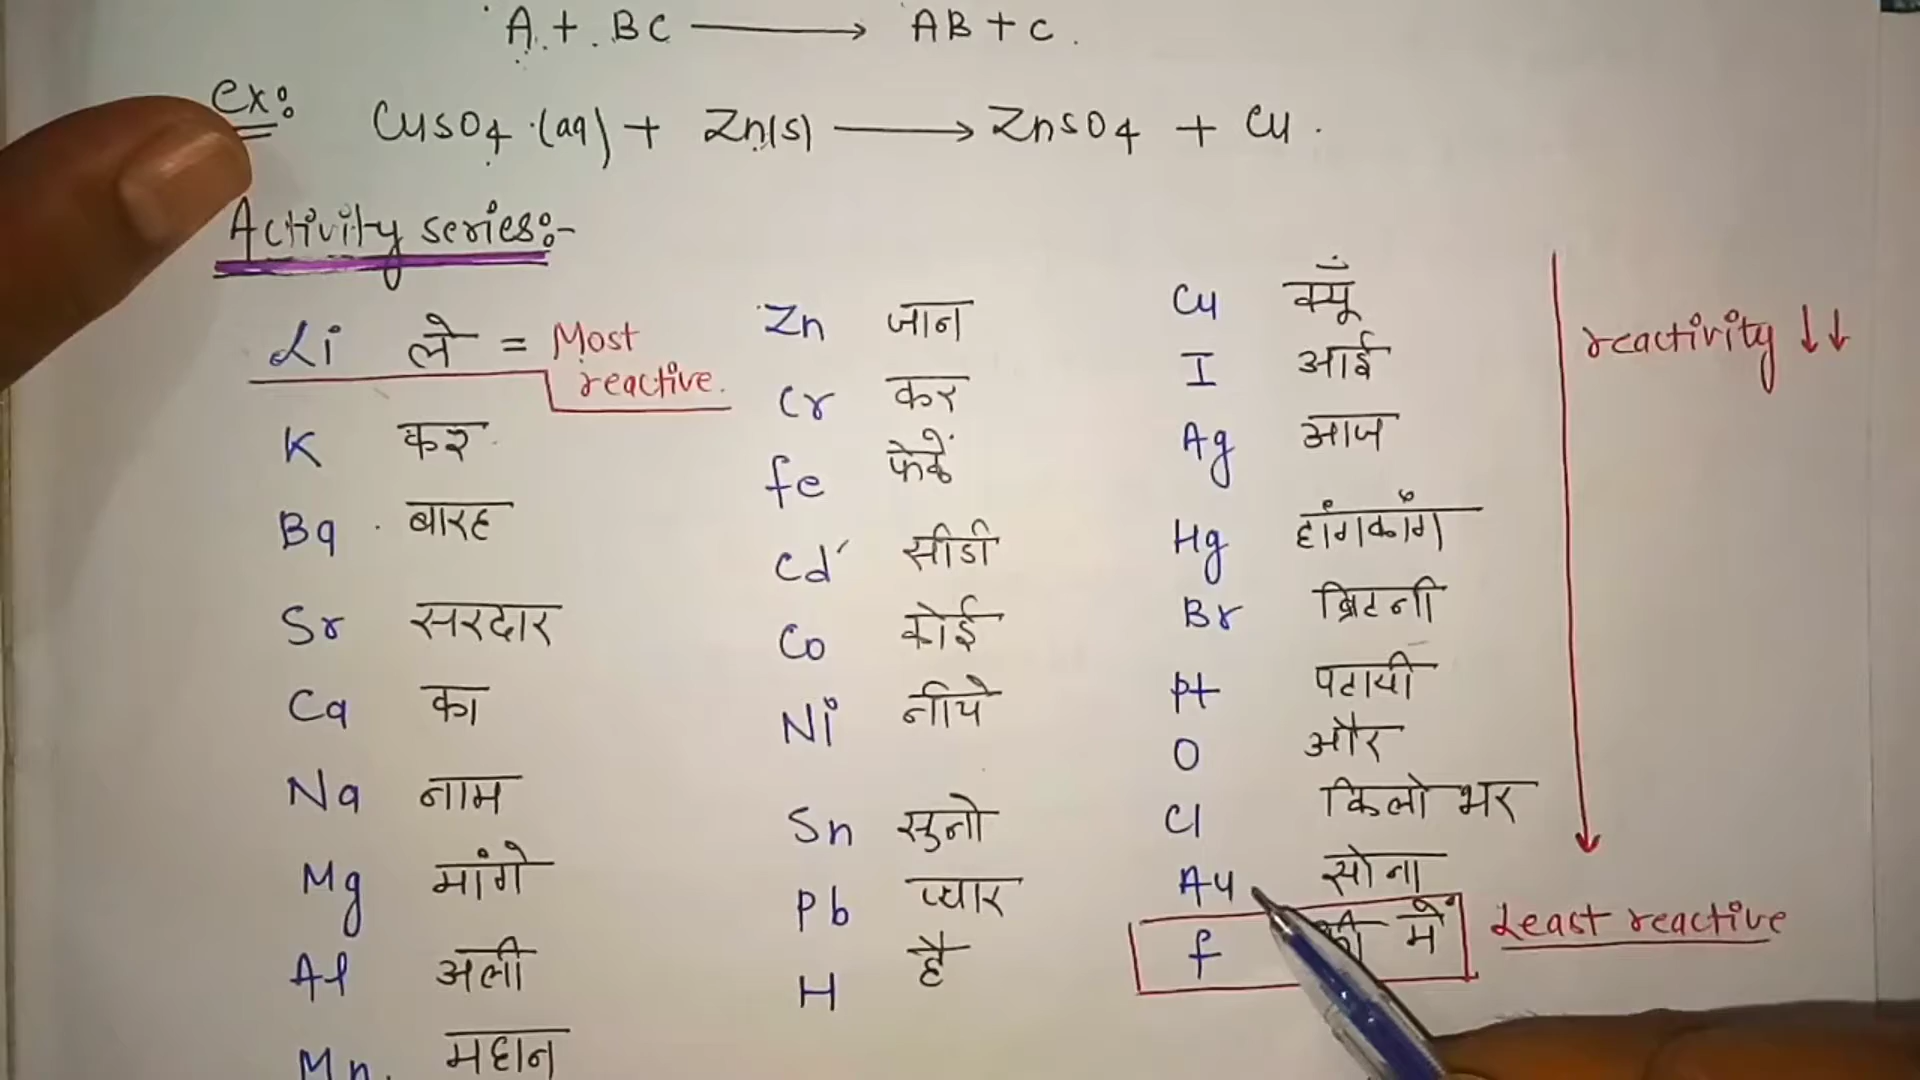 A + BC ⟶ AB + C.
ex:
CuSO4 (aq) + Zn(s) ⟶ ZnSO4 + Cu.
Activity series:-
Li ले = Most reactive.
K कर
Ba बारह
Sr सरदार
Ca का
Na नाम
Mg मांगे
Al अली
Mn महान
Zn जान
Cr कर
fe फेकें
Cd सीडी
Co कोई
Ni नीये
Sn सुनो
Pb प्यार
H है
Cu क्यूँ
I आई
Ag आज
Hg हांगकांग
Br ब्रिटनी
Pt पटायी
O और
Cl किलो भर
Au सोना
f में
reactivity ↓↓
Least reactive